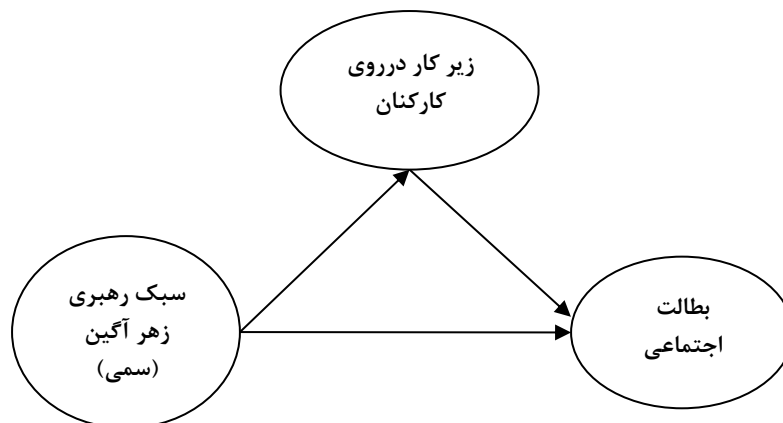 زیر کار درروی
کارکنان
سبک رهبری
زهر آگین
(سمی)
بطالت
اجتماعی